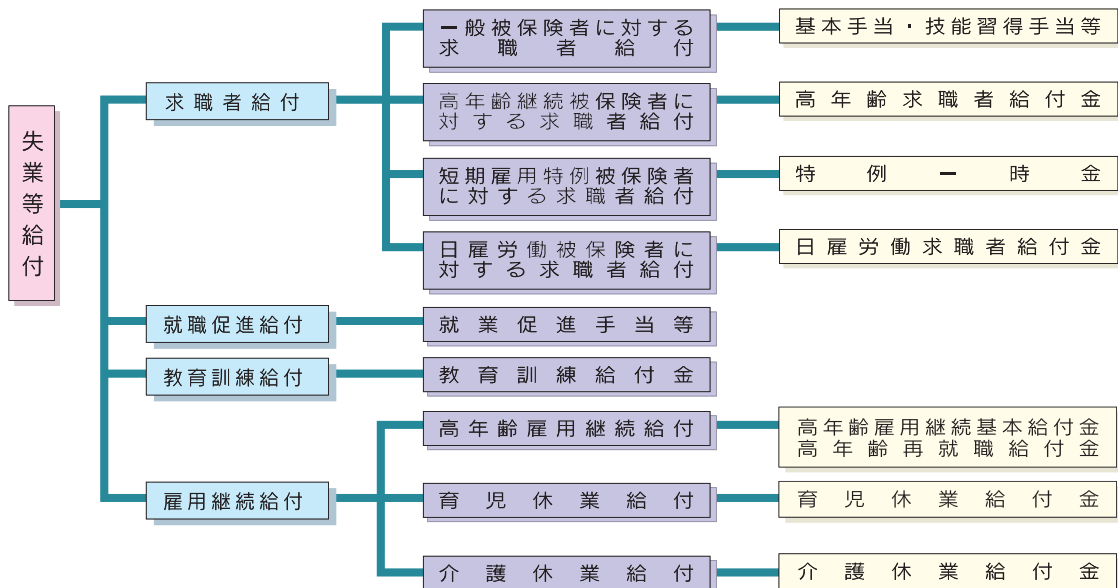 失業等給付
求職者給付
一般被保険者に対する
求職者給付
基本手当・技能習得手当等
高年齢継続被保険者に
対する求職者給付
高年齢求職者給付金
短期雇用特例被保険者
に対する求職者給付
特例一時金
日雇労働被保険者に
対する求職者給付
日雇労働求職者給付金
就職促進給付
就業促進手当等
教育訓練給付
教育訓練給付金
雇用継続給付
高年齢雇用継続給付
高年齢雇用継続基本給付金
高年齢再就職給付金
育児休業給付
育児休業給付金
介護休業給付
介護休業給付金